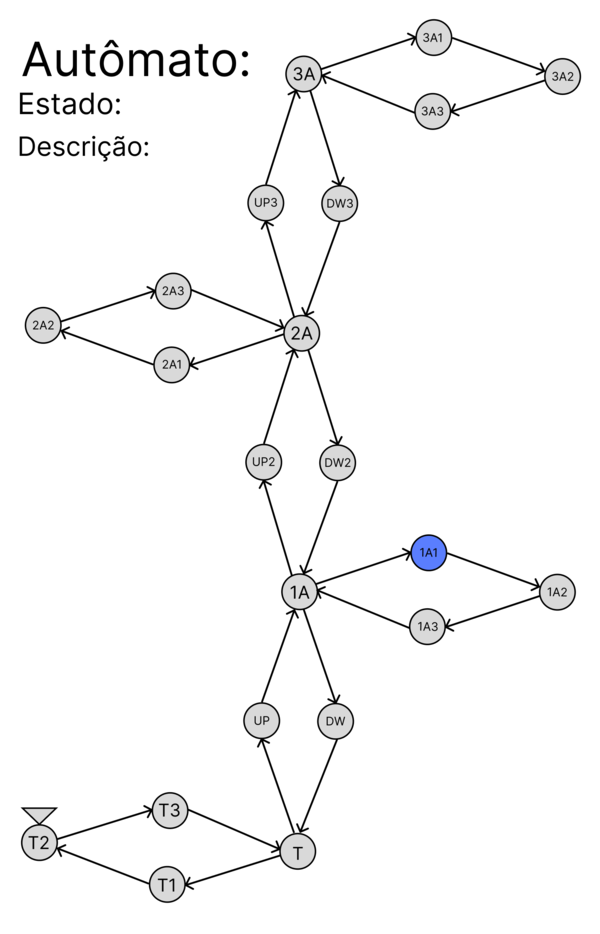 Autômato:
Estado:
Descrição:
3A1
3A
3A2
3A3
UP3
DW3
2A3
2A2
2A
2A1
UP2
DW2
1A1
1A
1A2
1A3
UP
DW
T3
T2
T
T1